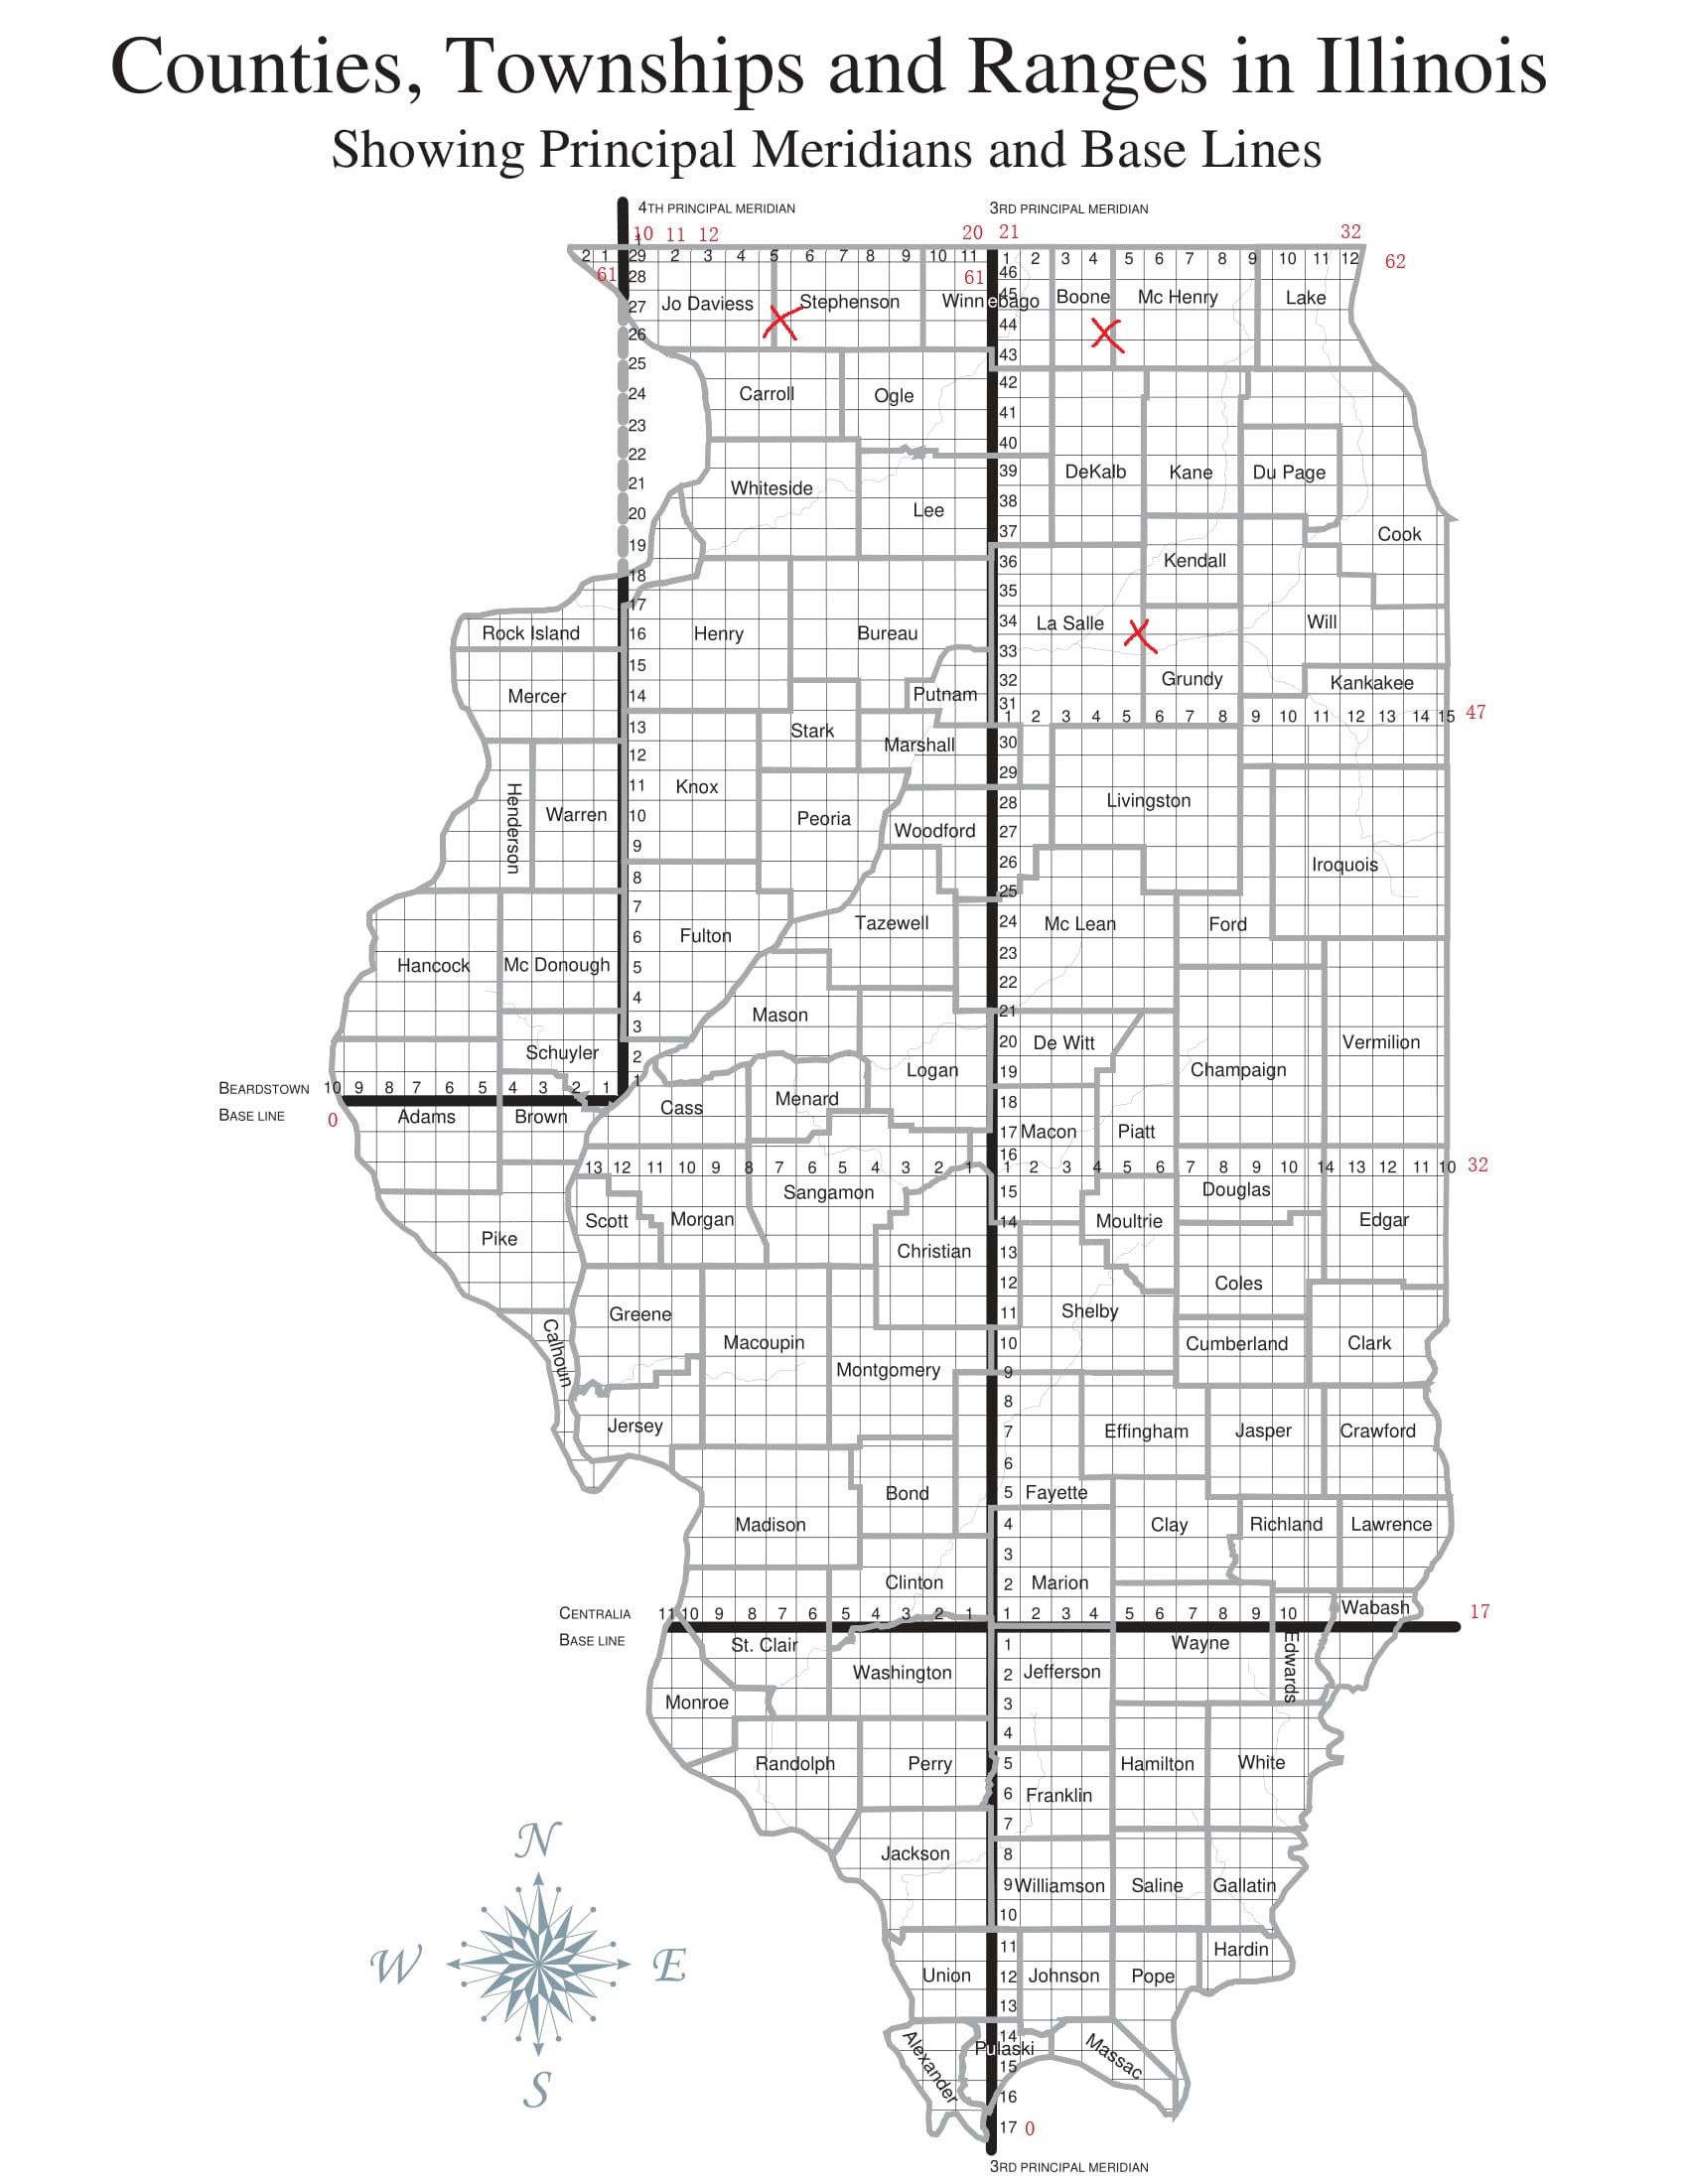 Counties, Townships and Ranges in Illinois
Showing Principal Meridians and Base Lines
4TH PRINCIPAL MERIDIAN 3RD PRINCIPAL MERIDIAN
10 11 12 20 21 32
2 1 29 2 3 4 5 6 7 8 9 10 11 1 2 3 4 5 6 7 8 9 10 11 12 62
61 28 61 46
27 Jo Daviess Stephenson Winnebago 45 Boone Mc Henry Lake
44
26
43
25
42
24 Carroll Ogle
41
23
40
22
39 DeKalb Kane Du Page
21 Whiteside
38
20 Lee
37 Cook
19
36 Kendall
18
35
17
34 La Salle Will
Rock Island 16 Henry Bureau
33
15
32 Grundy Kankakee
Mercer 14 Putnam
31
1 2 3 4 5 6 7 8 9 10 11 12 13 14 15 47
13 Stark
30
12 Marshall
29
Henderson 11 Knox
28 Livingston
Warren 10 Peoria
27 Woodford
9
26 Iroquois
8
25
7
24 Tazewell Mc Lean Ford
6 Fulton
23
Hancock Mc Donough 5
22
4
21
Mason
3
20 De Witt Vermilion
Schuyler 2
19 Logan Champaign
1
BEARDSTOWN 10 9 8 7 6 5 4 3 2 1
BASE LINE 0 Adams Brown Cass Menard 18
17 Macon Piatt
16
13 12 11 10 9 8 7 6 5 4 3 2 1 1 2 3 4 5 6 7 8 9 10 14 13 12 11 10 32
Sangamon 15 Douglas
Scott Morgan 14 Moultrie Edgar
Pike Christian 13
12 Coles
Greene 11 Shelby
Calhoun Macoupin 10 Cumberland Clark
Montgomery 9
8
Jersey 7 Effingham Jasper Crawford
6
Bond 5 Fayette
Madison 4 Clay Richland Lawrence
3
Clinton 2 Marion
CENTRALIA 11 10 9 8 7 6 5 4 3 2 1 1 2 3 4 5 6 7 8 9 10 Wabash 17
BASE LINE St. Clair 1 Wayne Edwards
Washington 2 Jefferson
Monroe 3
4
Randolph Perry 5 Hamilton White
6 Franklin
7
N Jackson 8
9 Williamson Saline Gallatin
10
11 Hardin
W E Union 12 Johnson Pope
13
14
Alexander Pulaski Massac
15
S 16
17 0
3RD PRINCIPAL MERIDIAN